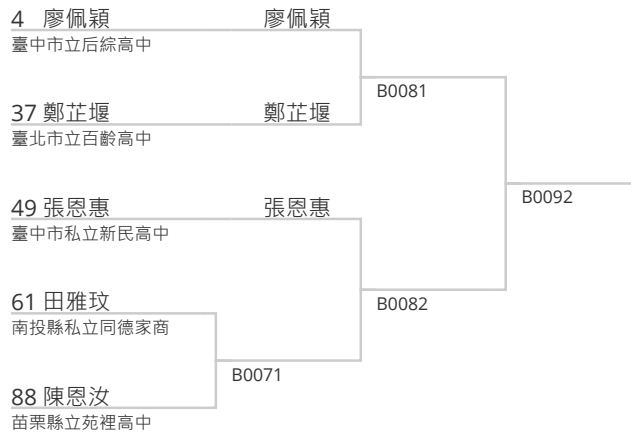 4 廖佩穎 廖佩穎
臺中市立后綜高中
B0081
37 鄭芷堰 鄭芷堰
臺北市立百齡高中
B0092
49 張恩惠 張恩惠
臺中市私立新民高中
61 田雅玟
B0082
南投縣私立同德家商
B0071
88 陳恩汝
苗栗縣立苑裡高中